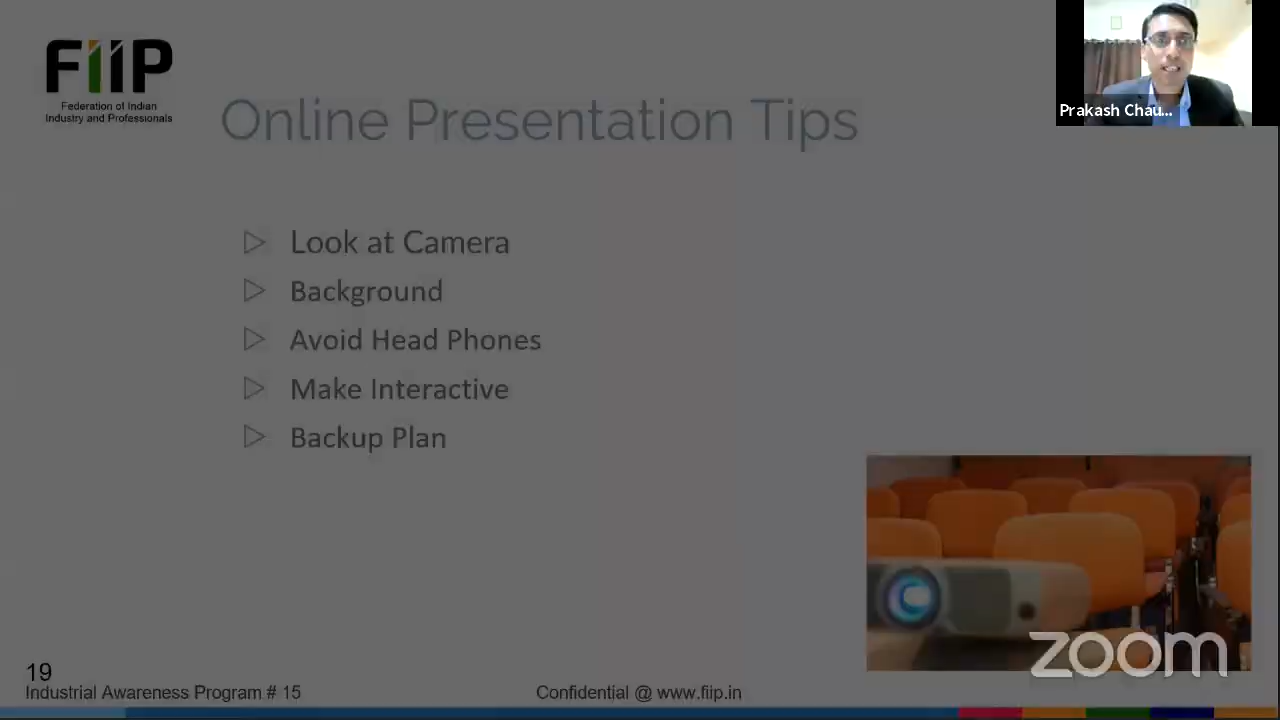 FiiP
Federation of Indian
Industry and Professionals
Prakash Chau...
Online Presentation Tips
Look at Camera
Background
Avoid Head Phones
Make Interactive
Backup Plan
zoom
19
Industrial Awareness Program # 15
Confidential @ www.fiip.in